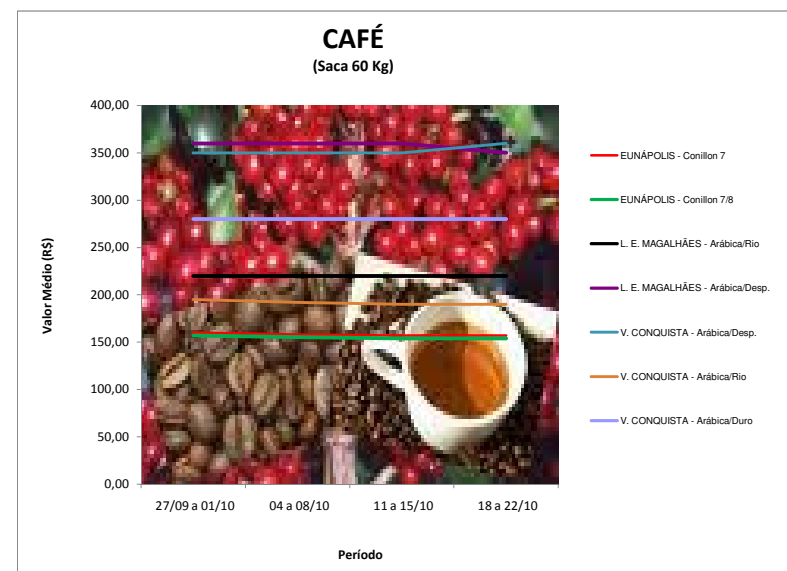 CAFÉ
(Saca 60 Kg)
400,00
350,00
300,00
250,00
200,00
150,00
100,00
50,00
0,00
Valor Médio (R$)
27/09 a 01/10
04 a 08/10
11 a 15/10
18 a 22/10
Período
EUNÁPOLIS - Conillon 7
EUNÁPOLIS - Conillon 7/8
L. E. MAGALHÃES - Arábica/Rio
L. E. MAGALHÃES - Arábica/Desp.
V. CONQUISTA - Arábica/Desp.
V. CONQUISTA - Arábica/Rio
V. CONQUISTA - Arábica/Duro